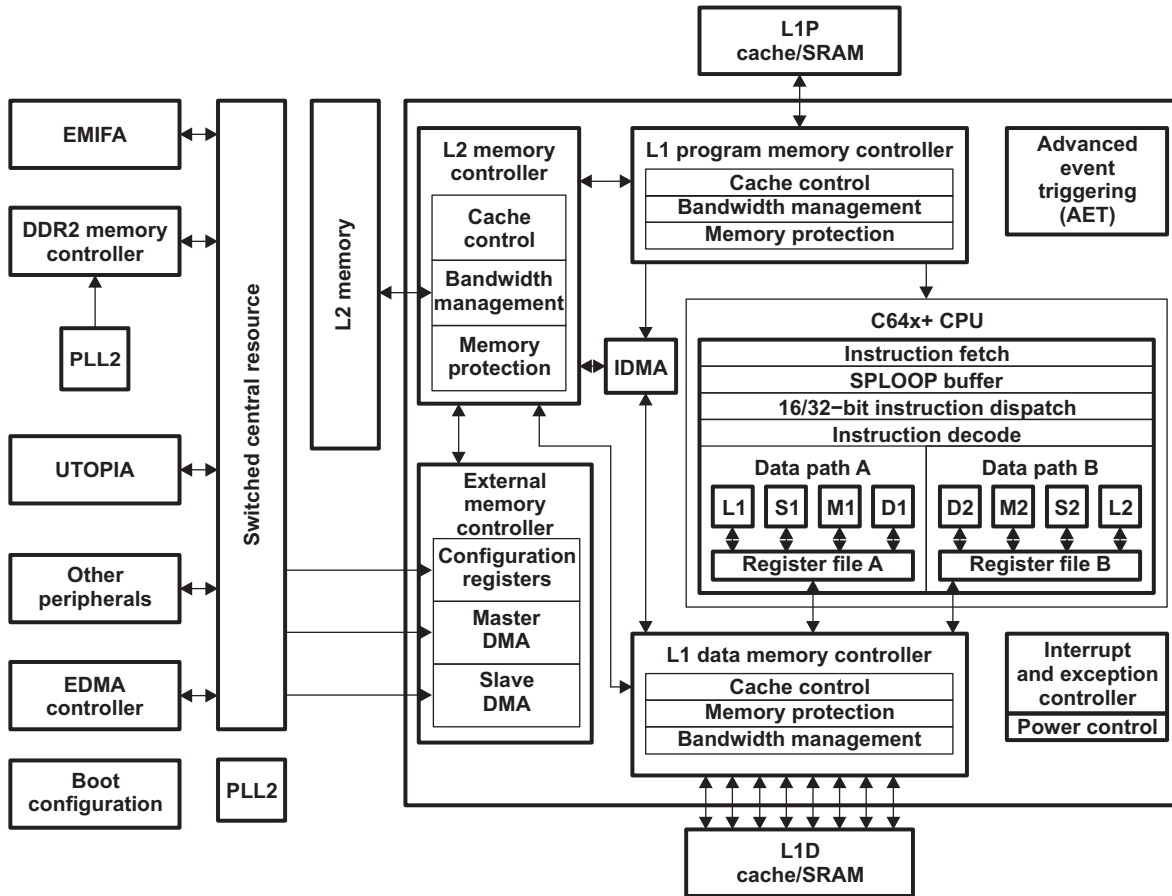 L1P
cache/SRAM
EMIFA
DDR2 memory
controller
PLL2
UTOPIA
Other
peripherals
EDMA
controller
Boot
configuration
Switched central resource
PLL2
L2 memory
L2 memory
controller
Cache
control
Bandwidth
management
Memory
protection
External
memory
controller
Configuration
registers
Master
DMA
Slave
DMA
L1 program memory controller
Cache control
Bandwidth management
Memory protection
IDMA
Advanced
event
triggering
(AET)
C64x+ CPU
Instruction fetch
SPLOOP buffer
16/32−bit instruction dispatch
Instruction decode
Data path A
L1 S1 M1 D1
Register file A
Data path B
D2 M2 S2 L2
Register file B
L1 data memory controller
Cache control
Memory protection
Bandwidth management
Interrupt
and exception
controller
Power control
L1D
cache/SRAM